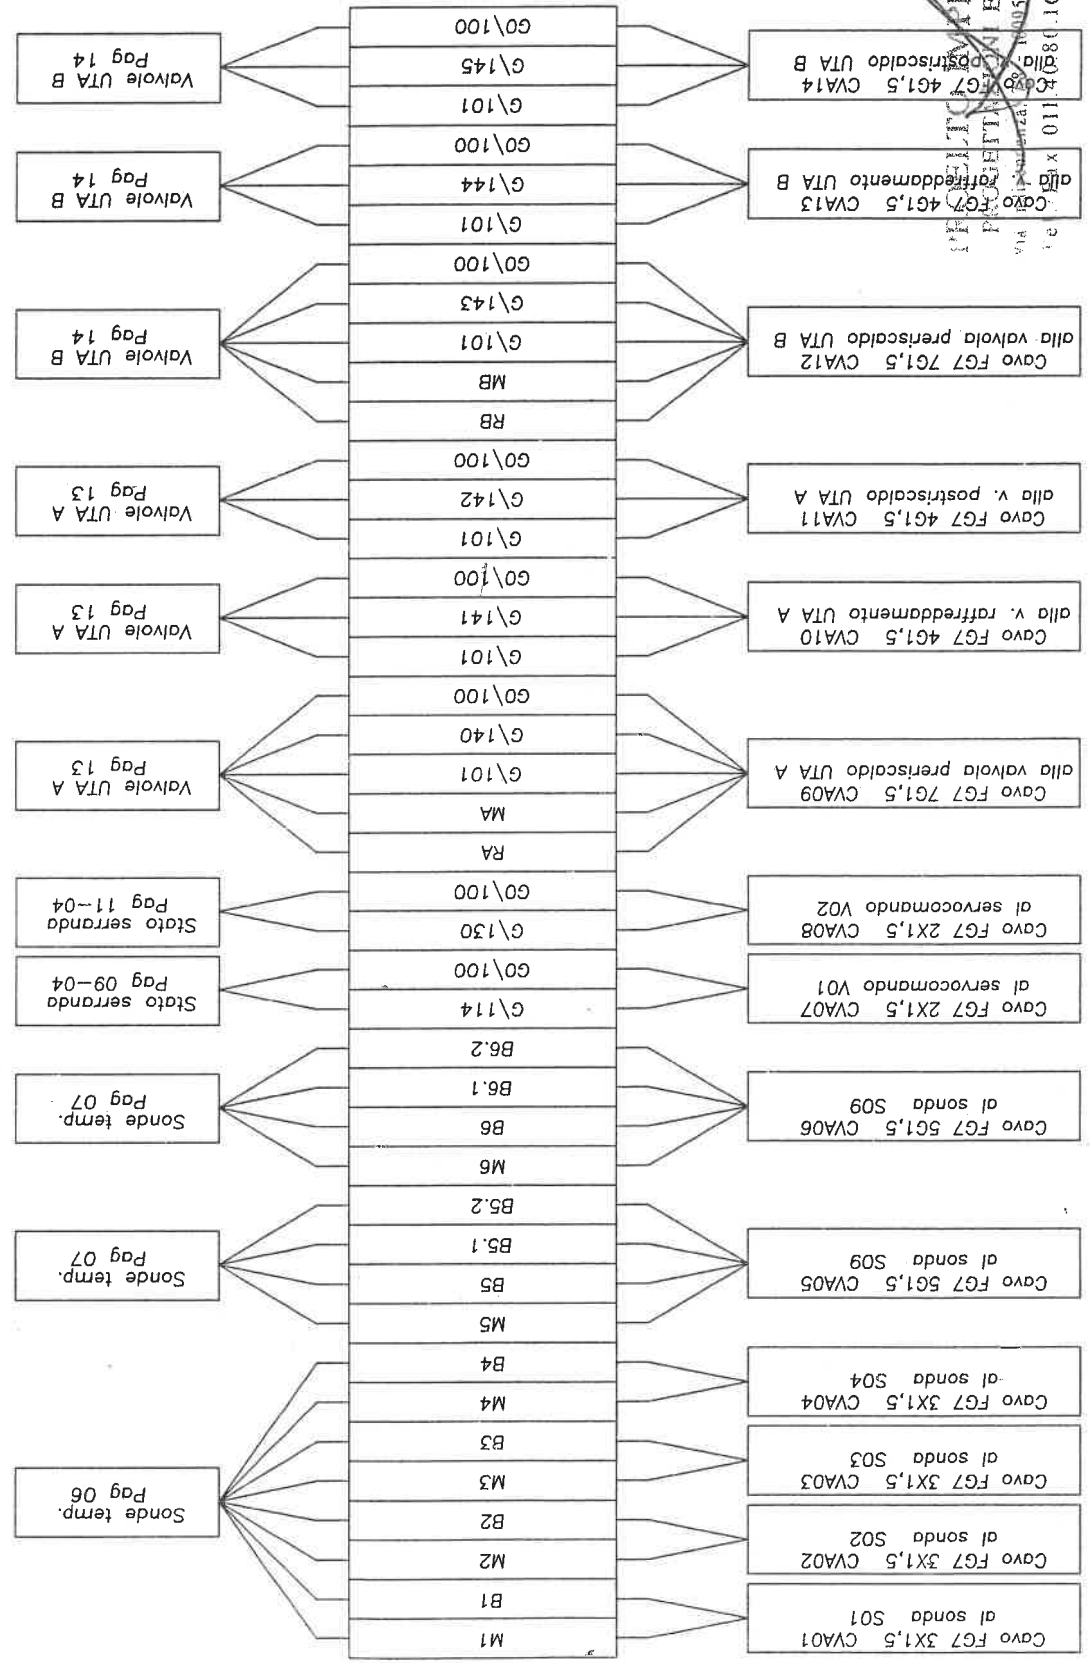 Cavo FG7 3X1,5 CVA01
al sonda S01
Cavo FG7 3X1,5 CVA02
al sonda S02
Cavo FG7 3X1,5 CVA03
al sonda S03
Cavo FG7 3X1,5 CVA04
al sonda S04
Cavo FG7 5G1,5 CVA05
al sonda S09
Cavo FG7 5G1,5 CVA06
al sonda S09
Cavo FG7 2X1,5 CVA07
al servocomando V01
Cavo FG7 2X1,5 CVA08
al servocomando V02
Cavo FG7 7G1,5 CVA09
alla valvola preriscaldo UTA A
Cavo FG7 4G1,5 CVA10
alla v. raffreddamento UTA A
Cavo FG7 4G1,5 CVA11
alla v. postriscaldo UTA A
Cavo FG7 7G1,5 CVA12
alla valvola preriscaldo UTA B
Cavo FG7 4G1,5 CVA13
alla v. raffreddamento UTA B
Cavo FG7 4G1,5 CVA14
alla v. postriscaldo UTA B
M1
B1
M2
B2
M3
B3
M4
B4
M5
B5
B5.1
B5.2
M6
B6
B6.1
B6.2
G\114
G0\100
G\130
G0\100
RA
MA
G\101
G\140
G0\100
G\101
G\141
G0\100
G\101
G\142
G0\100
RB
MB
G\101
G\143
G0\100
G\101
G\144
G0\100
G\101
G\145
G0\100
Sonde temp.
Pag 06
Sonde temp.
Pag 07
Sonde temp.
Pag 07
Stato serranda
Pag 09-04
Stato serranda
Pag 11-04
Valvole UTA A
Pag 13
Valvole UTA A
Pag 13
Valvole UTA A
Pag 13
Valvole UTA B
Pag 14
Valvole UTA B
Pag 14
Valvole UTA B
Pag 14
PROGETTO